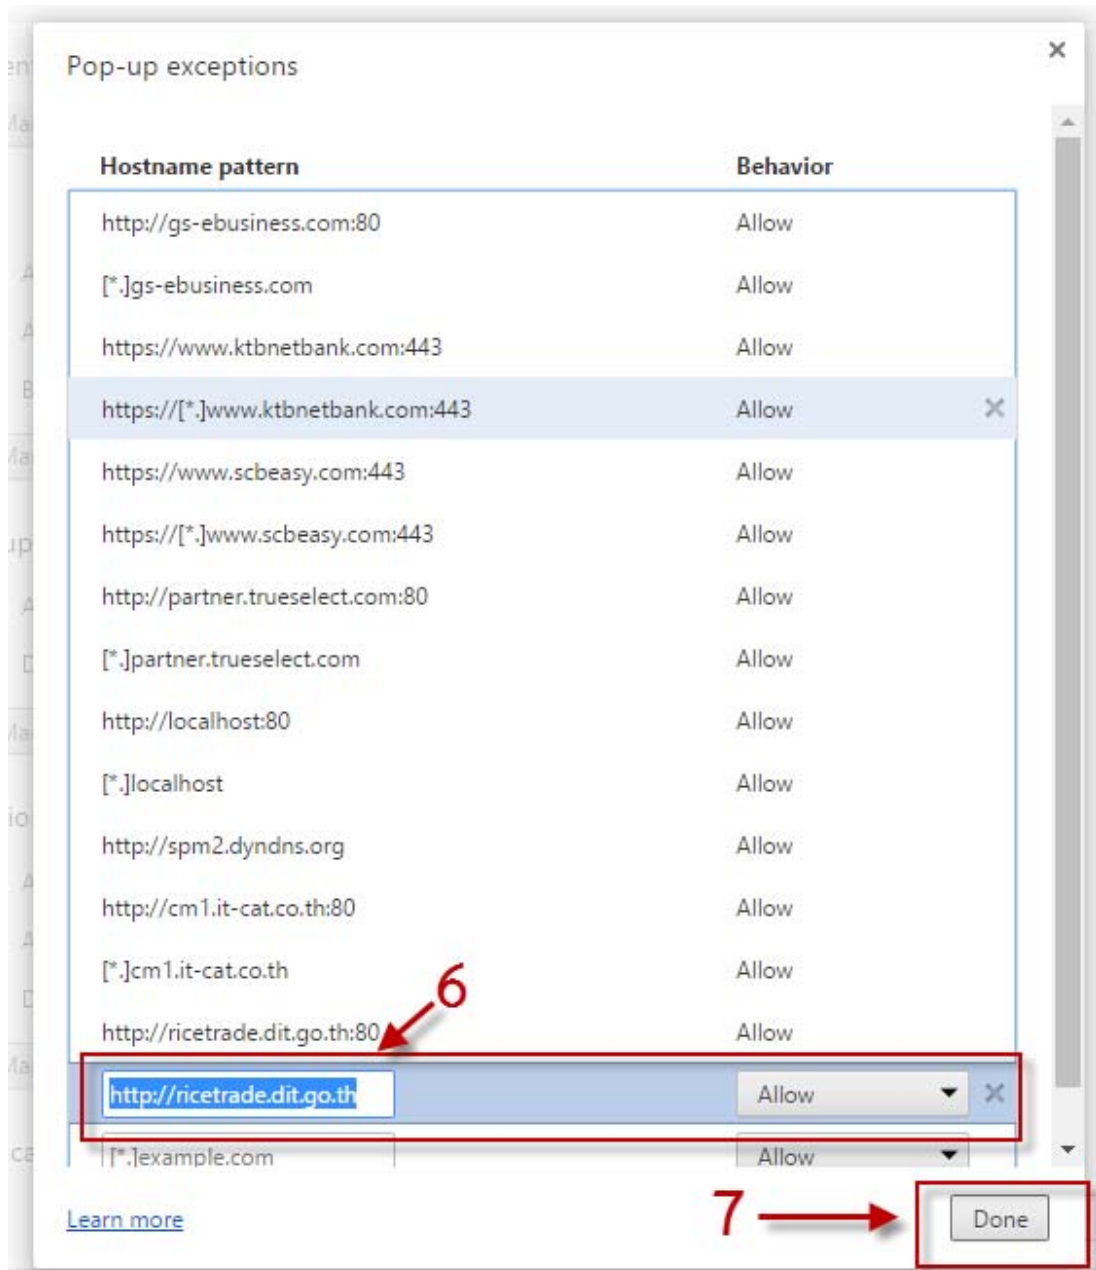 Pop-up exceptions
Hostname pattern Behavior
http://gs-ebusiness.com:80 Allow
[*.]gs-ebusiness.com Allow
https://www.ktbnetbank.com:443 Allow
https://[*.]www.ktbnetbank.com:443 Allow
https://www.scbeasy.com:443 Allow
https://[*.]www.scbeasy.com:443 Allow
http://partner.trueselect.com:80 Allow
[*.]partner.trueselect.com Allow
http://localhost:80 Allow
[*.]localhost Allow
http://spm2.dyndns.org Allow
http://cm1.it-cat.co.th:80 Allow
[*.]cm1.it-cat.co.th Allow
6
http://ricetrade.dit.go.th:80 Allow
http://ricetrade.dit.go.th Allow
[*.]example.com Allow
Learn more 7 Done